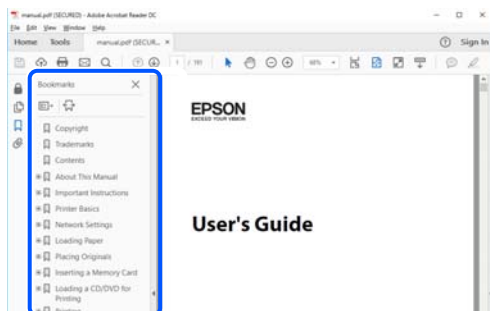 manual.pdf (SECURED) - Adobe Acrobat Reader DC
File Edit View Window Help
Home Tools manual.pdf (SECUR... × Sign In
1 / 191
Bookmarks
Copyright
Trademarks
Contents
About This Manual
Important Instructions
Printer Basics
Network Settings
Loading Paper
Placing Originals
Inserting a Memory Card
Loading a CD/DVD for
Printing
Printing
EPSON
EXCEED YOUR VISION
User's Guide